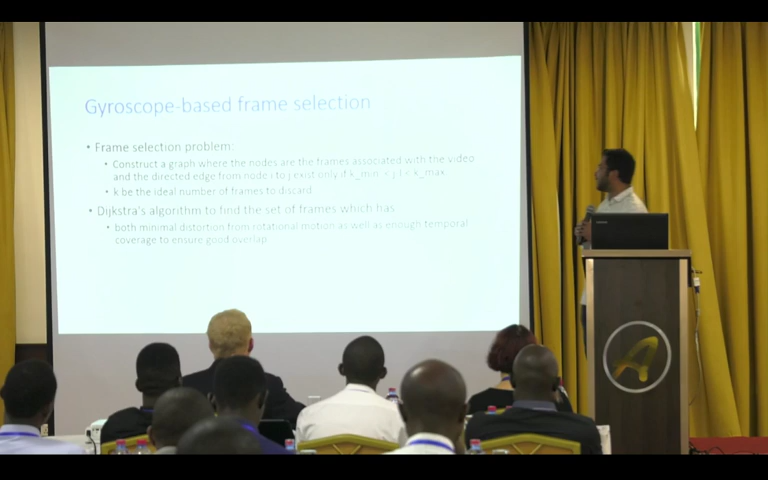 Gyroscope-based frame selection
• Frame selection problem:
• Construct a graph where the nodes are the frames associated with the video
and the directed edge from node i to j exist only if k_min < j-i < k_max
• k be the ideal number of frames to discard
• Dijkstra's algorithm to find the set of frames which has
• both minimal distortion from rotational motion as well as enough temporal
coverage to ensure good overlap
A